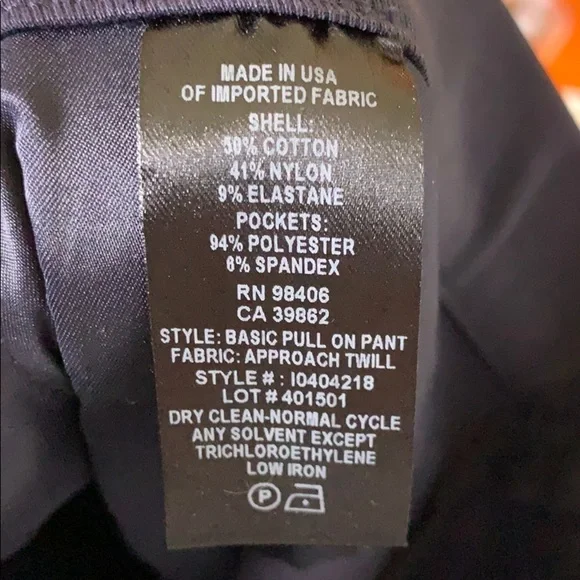 MADE IN USA
OF IMPORTED FABRIC
SHELL:
50% COTTON
41% NYLON
9% ELASTANE
POCKETS:
94% POLYESTER
6% SPANDEX
RN 98406
CA 39862
STYLE: BASIC PULL ON PANT
FABRIC: APPROACH TWILL
STYLE # : I0404218
LOT # 401501
DRY CLEAN-NORMAL CYCLE
ANY SOLVENT EXCEPT
TRICHLOROETHYLENE
LOW IRON
P